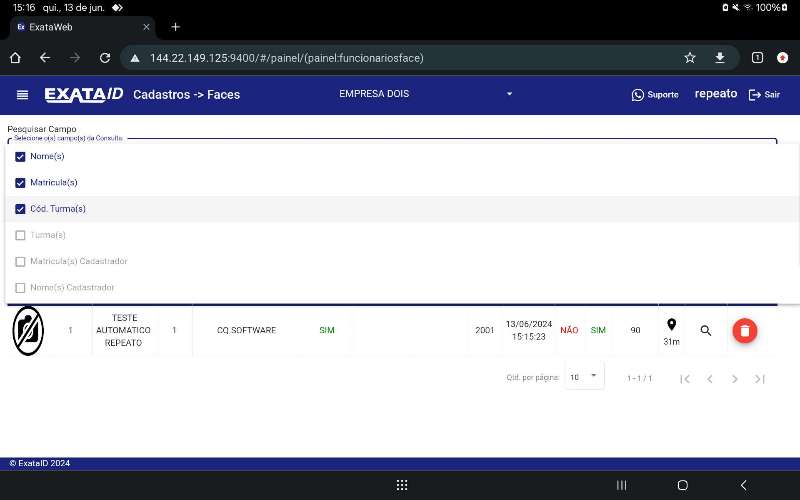 15:16 qui., 13 de jun.
100%
Ex ExataWeb
144.22.149.125:9400/#/painel/(painel:funcionariosface)
1
EXATAID Cadastros -> Faces EMPRESA DOIS Suporte repeato Sair
Pesquisar Campo
Selecione o(s) campo(s) da Consulta
Nome(s)
Matricula(s)
Cód. Turma(s)
Turma(s)
Matricula(s) Cadastrador
Nome(s) Cadastrador
1 TESTE AUTOMATICO REPEATO 1 CQ.SOFTWARE SIM 2001 13/06/2024 15:15:23 NÃO SIM 90 31m
Qtd. por página: 10 1 - 1 / 1
© ExataID 2024